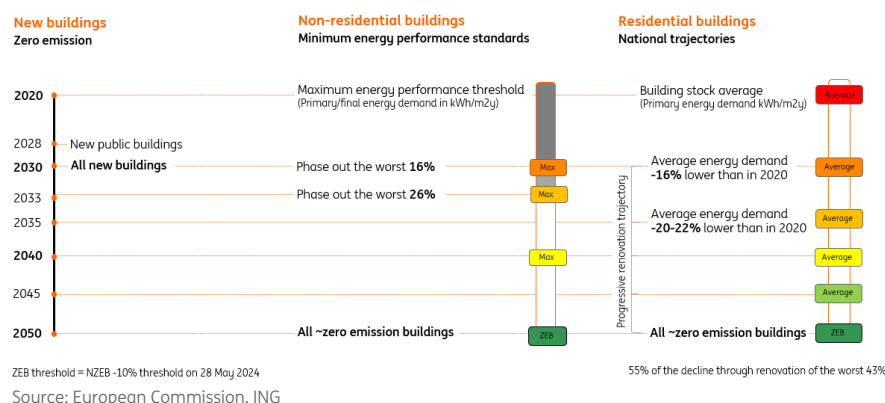 New buildings
Zero emission
Non-residential buildings
Minimum energy performance standards
Residential buildings
National trajectories
2020
Maximum energy performance threshold
(Primary/final energy demand in kWh/m2y)
Building stock average
(Primary energy demand kWh/m2y)
Average
2028
New public buildings
2030
All new buildings
Phase out the worst 16%
Max
Average energy demand
-16% lower than in 2020
Average
2033
Phase out the worst 26%
Max
2035
Average energy demand
-20-22% lower than in 2020
Average
Progressive renovation trajectory
2040
Max
Average
2045
Average
2050
All ~zero emission buildings
ZEB
All ~zero emission buildings
ZEB
ZEB threshold = NZEB -10% threshold on 28 May 2024
55% of the decline through renovation of the worst 43%
Source: European Commission, ING